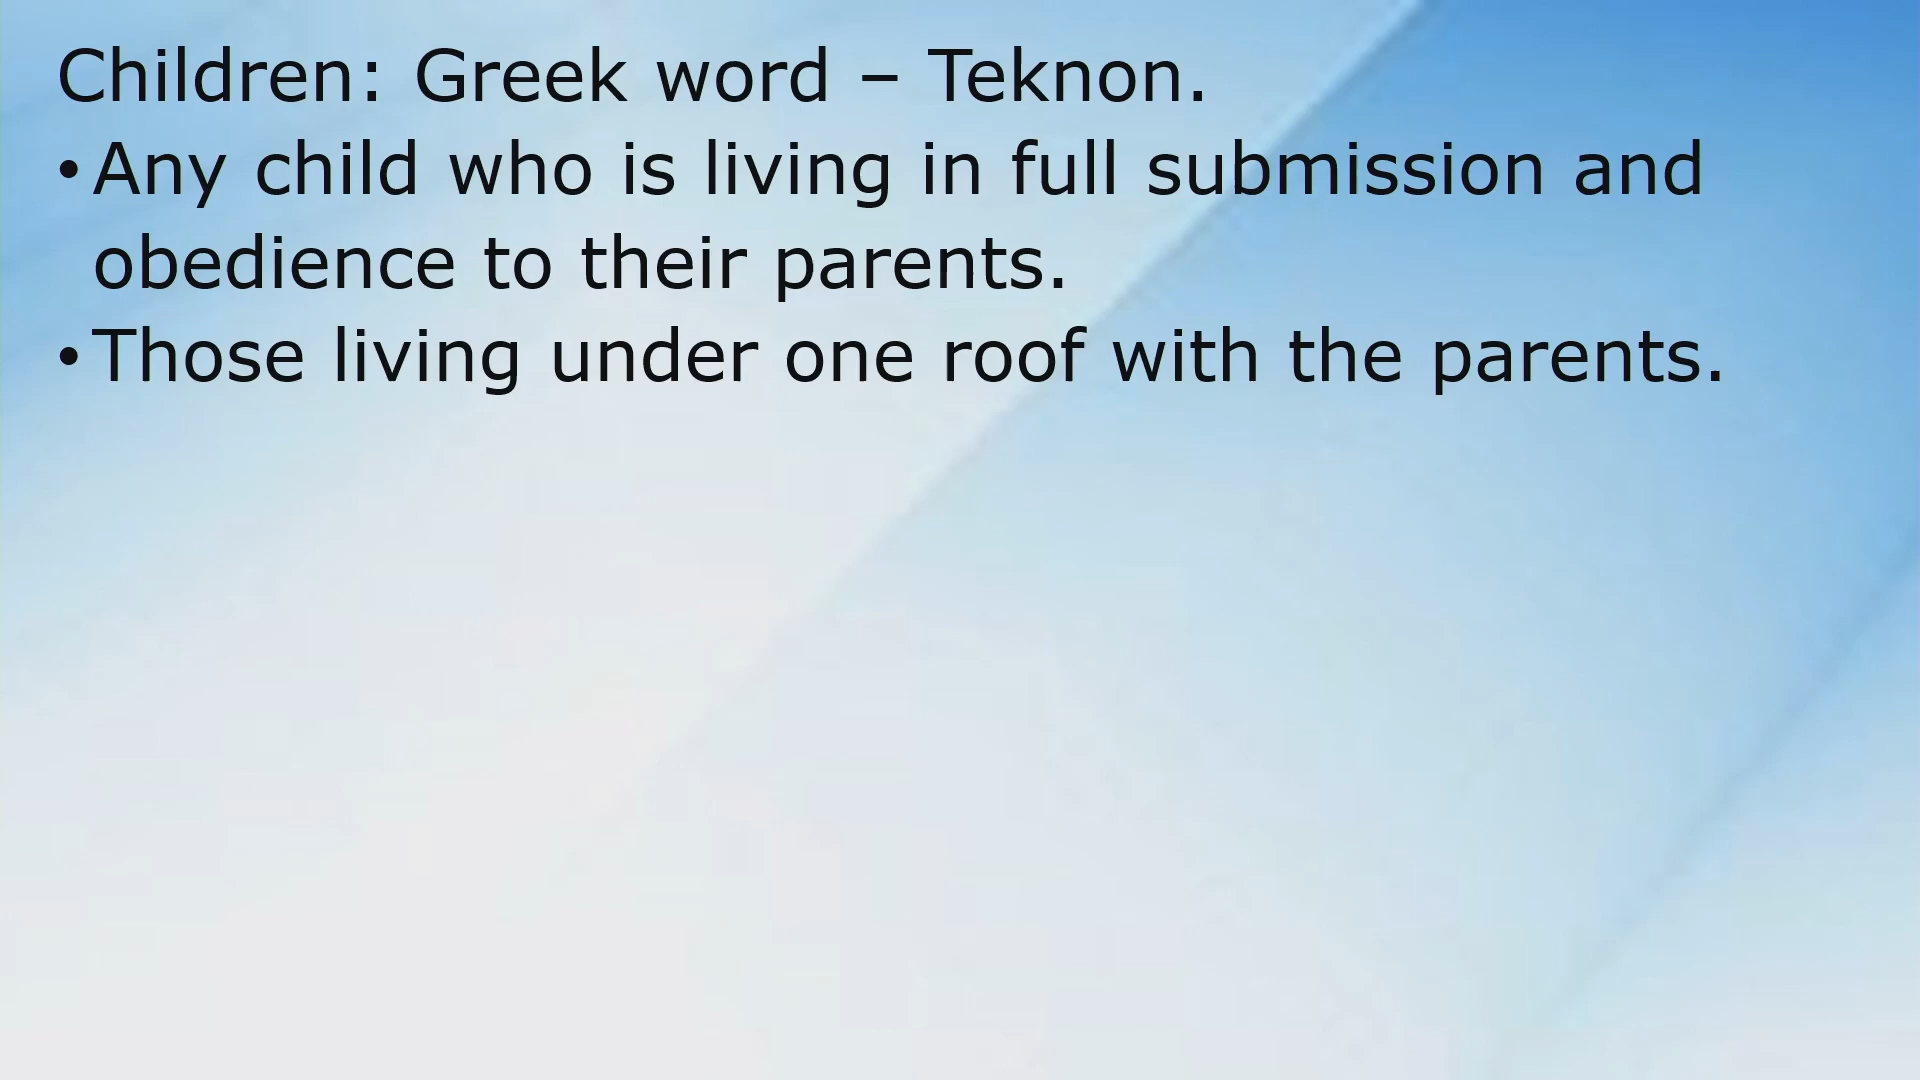 Children: Greek word – Teknon.
• Any child who is living in full submission and
obedience to their parents.
• Those living under one roof with the parents.